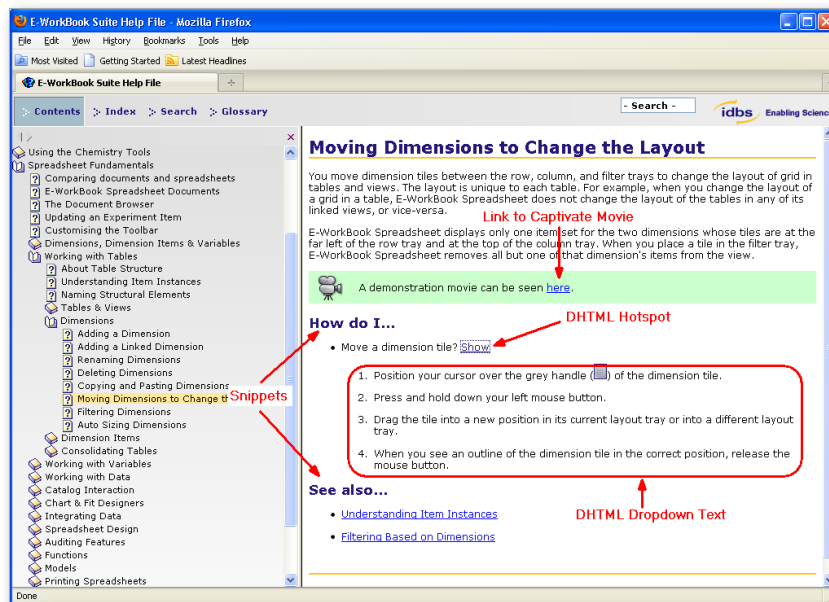 E-WorkBook Suite Help File - Mozilla Firefox
File Edit View History Bookmarks Tools Help
Most Visited Getting Started Latest Headlines
E-WorkBook Suite Help File
Contents Index Search Glossary
- Search -
idbs Enabling Science
Using the Chemistry Tools
Spreadsheet Fundamentals
Comparing documents and spreadsheets
E-WorkBook Spreadsheet Documents
The Document Browser
Updating an Experiment Item
Customising the Toolbar
Dimensions, Dimension Items & Variables
Working with Tables
About Table Structure
Understanding Item Instances
Naming Structural Elements
Tables & Views
Dimensions
Adding a Dimension
Adding a Linked Dimension
Renaming Dimensions
Deleting Dimensions
Copying and Pasting Dimensions
Moving Dimensions to Change th
Filtering Dimensions
Auto Sizing Dimensions
Dimension Items
Consolidating Tables
Working with Variables
Working with Data
Catalog Interaction
Chart & Fit Designers
Integrating Data
Spreadsheet Design
Auditing Features
Functions
Models
Printing Spreadsheets
Snippets
Moving Dimensions to Change the Layout
You move dimension tiles between the row, column, and filter trays to change the layout of grid in
tables and views. The layout is unique to each table. For example, when you change the layout of
a grid in a table, E-WorkBook Spreadsheet does not change the layout of the tables in any of its
linked views, or vice-versa.
Link to Captivate Movie
E-WorkBook Spreadsheet displays only one item set for the two dimensions whose tiles are at the
far left of the row tray and at the top of the column tray. When you place a tile in the filter tray,
E-WorkBook Spreadsheet removes all but one of that dimension's items from the view.
A demonstration movie can be seen here.
DHTML Hotspot
How do I...
• Move a dimension tile? Show
1. Position your cursor over the grey handle ( ) of the dimension tile.
2. Press and hold down your left mouse button.
3. Drag the tile into a new position in its current layout tray or into a different layout
tray.
4. When you see an outline of the dimension tile in the correct position, release the
mouse button.
See also...
• Understanding Item Instances
DHTML Dropdown Text
• Filtering Based on Dimensions
Done